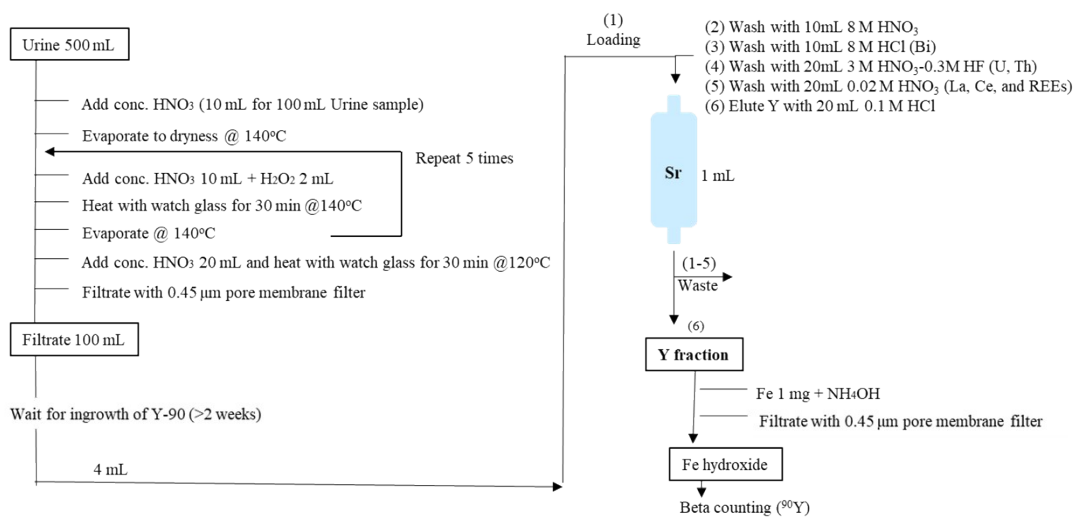 Urine 500 mL
Add conc. HNO₃ (10 mL for 100 mL Urine sample)
Evaporate to dryness @ 140°C
Repeat 5 times
Add conc. HNO₃ 10 mL + H₂O₂ 2 mL
Heat with watch glass for 30 min @140°C
Evaporate @ 140°C
Add conc. HNO₃ 20 mL and heat with watch glass for 30 min @120°C
Filtrate with 0.45 μm pore membrane filter
Filtrate 100 mL
Wait for ingrowth of Y-90 (>2 weeks)
4 mL
(1)
Loading
(2) Wash with 10mL 8 M HNO₃
(3) Wash with 10mL 8 M HCl (Bi)
(4) Wash with 20mL 3 M HNO₃-0.3M HF (U, Th)
(5) Wash with 20mL 0.02 M HNO₃ (La, Ce, and REEs)
(6) Elute Y with 20 mL 0.1 M HCl
Sr
1 mL
(1-5)
Waste
(6)
Y fraction
Fe 1 mg + NH₄OH
Filtrate with 0.45 μm pore membrane filter
Fe hydroxide
Beta counting (⁹⁰Y)